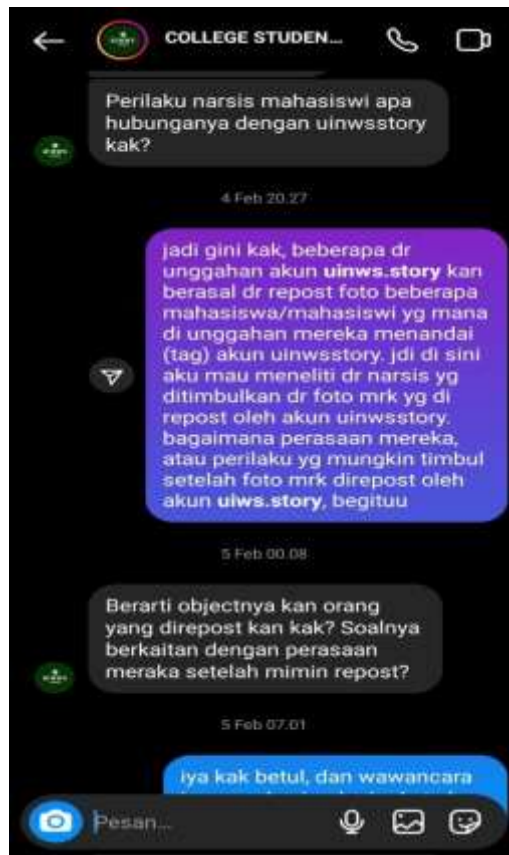 COLLEGE STUDEN...
Perilaku narsis mahasiswi apa
hubunganya dengan uinwsstory
kak?
4 Feb 20.27
jadi gini kak, beberapa dr
unggahan akun uinws.story kan
berasal dr repost foto beberapa
mahasiswa/mahasiswi yg mana
di unggahan mereka menandai
(tag) akun uinwsstory. jdi di sini
aku mau meneliti dr narsis yg
ditimbulkan dr foto mrk yg di
repost oleh akun uinwsstory.
bagaimana perasaan mereka,
atau perilaku yg mungkin timbul
setelah foto mrk direpost oleh
akun uiws.story, begituu
5 Feb 00.08
Berarti objectnya kan orang
yang direpost kan kak? Soalnya
berkaitan dengan perasaan
meraka setelah mimin repost?
5 Feb 07.01
iya kak betul, dan wawancara
Pesan...